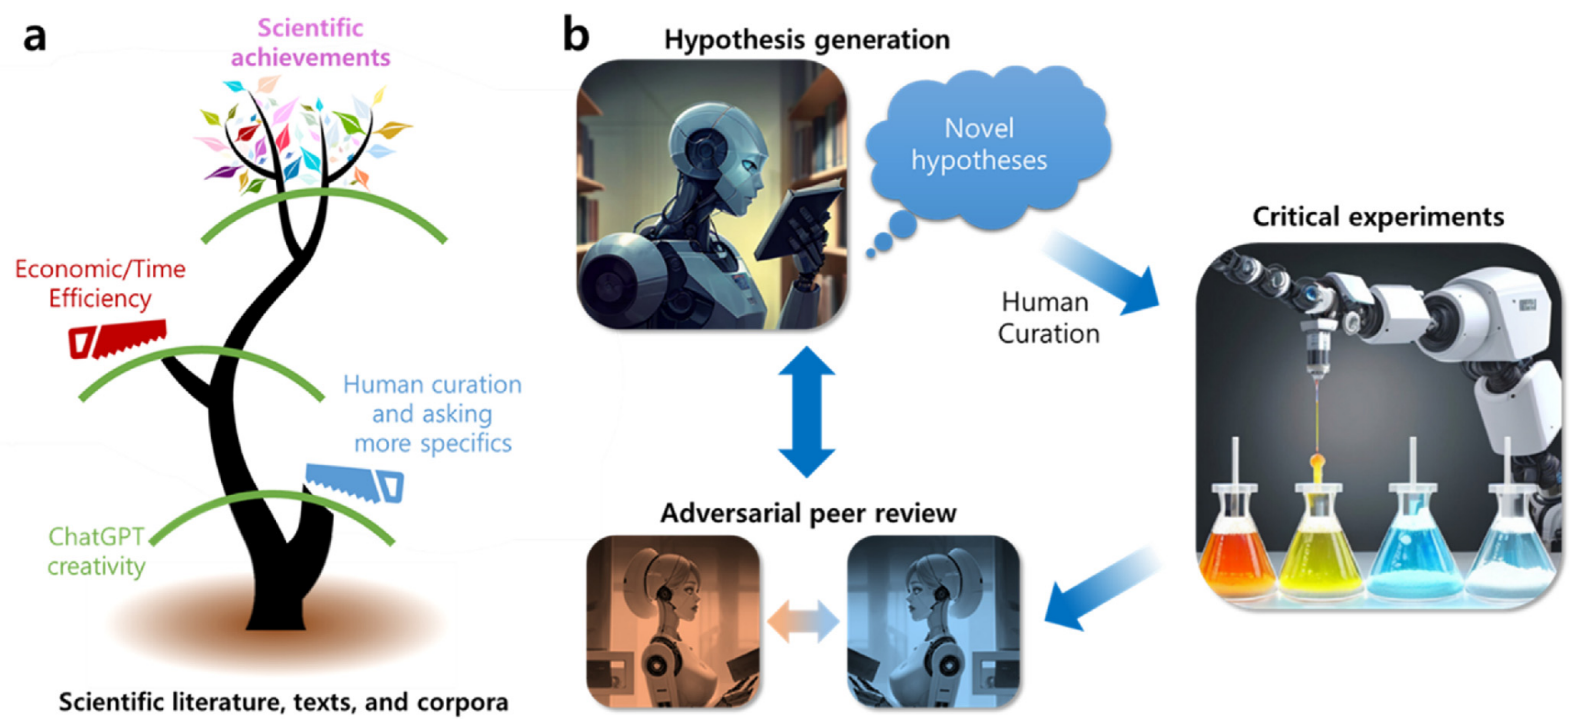 a
Scientific
achievements
Economic/Time
Efficiency
Human curation
and asking
more specifics
ChatGPT
creativity
Scientific literature, texts, and corpora
b
Hypothesis generation
Novel
hypotheses
Human
Curation
Critical experiments
Adversarial peer review